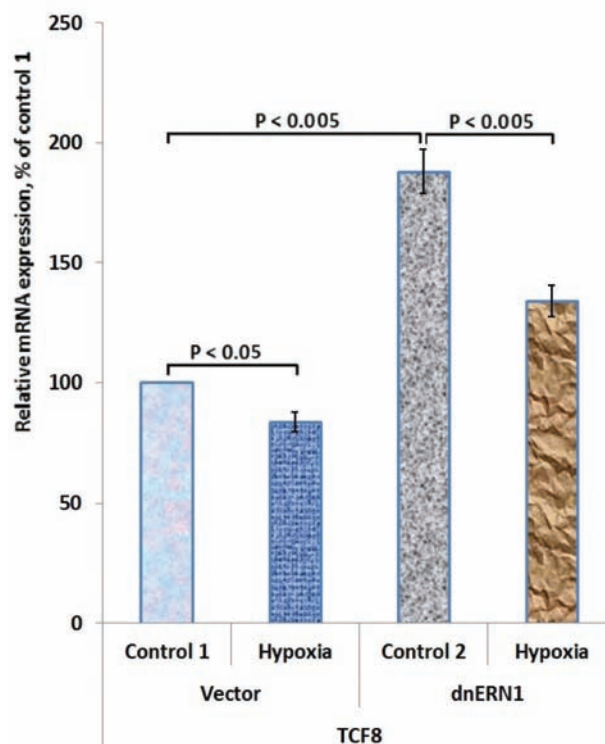 Relative mRNA expression, % of control 1
250
200
150
100
50
0
P < 0.005
P < 0.005
P < 0.05
Control 1
Hypoxia
Control 2
Hypoxia
Vector
dnERN1
TCF8